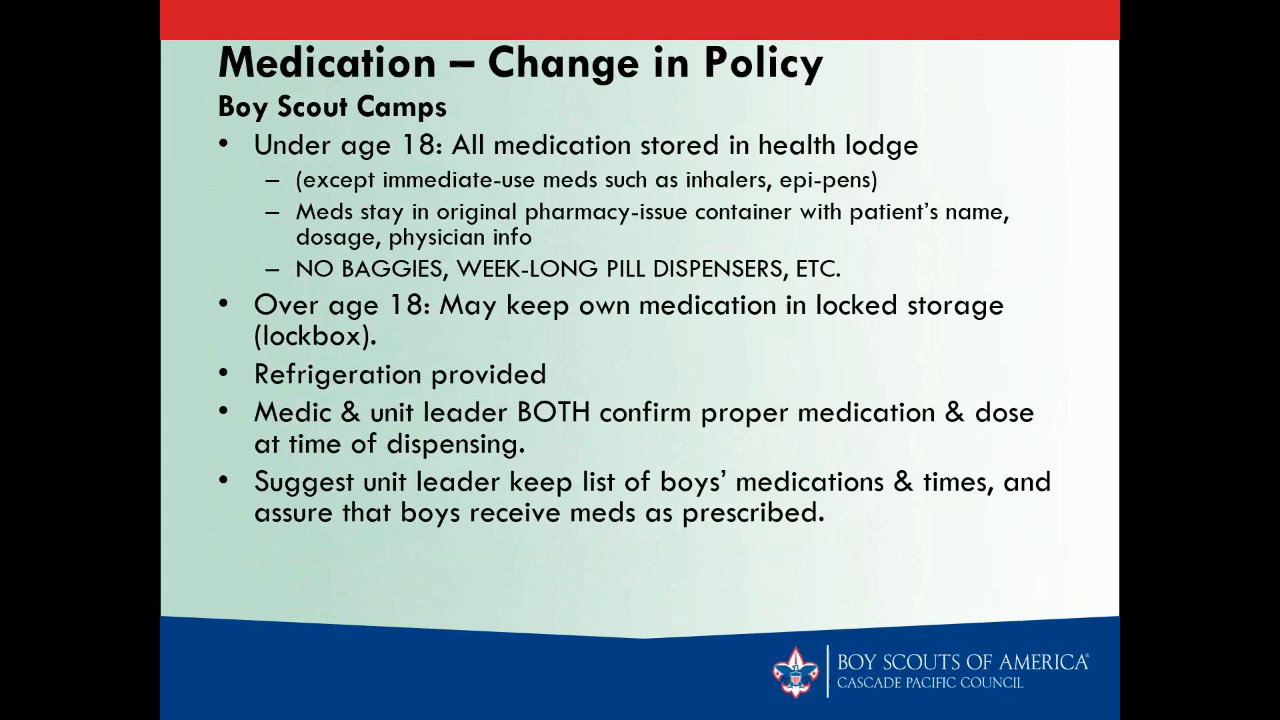 Medication – Change in Policy
Boy Scout Camps
• Under age 18: All medication stored in health lodge
– (except immediate-use meds such as inhalers, epi-pens)
– Meds stay in original pharmacy-issue container with patient’s name,
dosage, physician info
– NO BAGGIES, WEEK-LONG PILL DISPENSERS, ETC.
• Over age 18: May keep own medication in locked storage
(lockbox).
• Refrigeration provided
• Medic & unit leader BOTH confirm proper medication & dose
at time of dispensing.
• Suggest unit leader keep list of boys’ medications & times, and
assure that boys receive meds as prescribed.
BOY SCOUTS OF AMERICA®
CASCADE PACIFIC COUNCIL